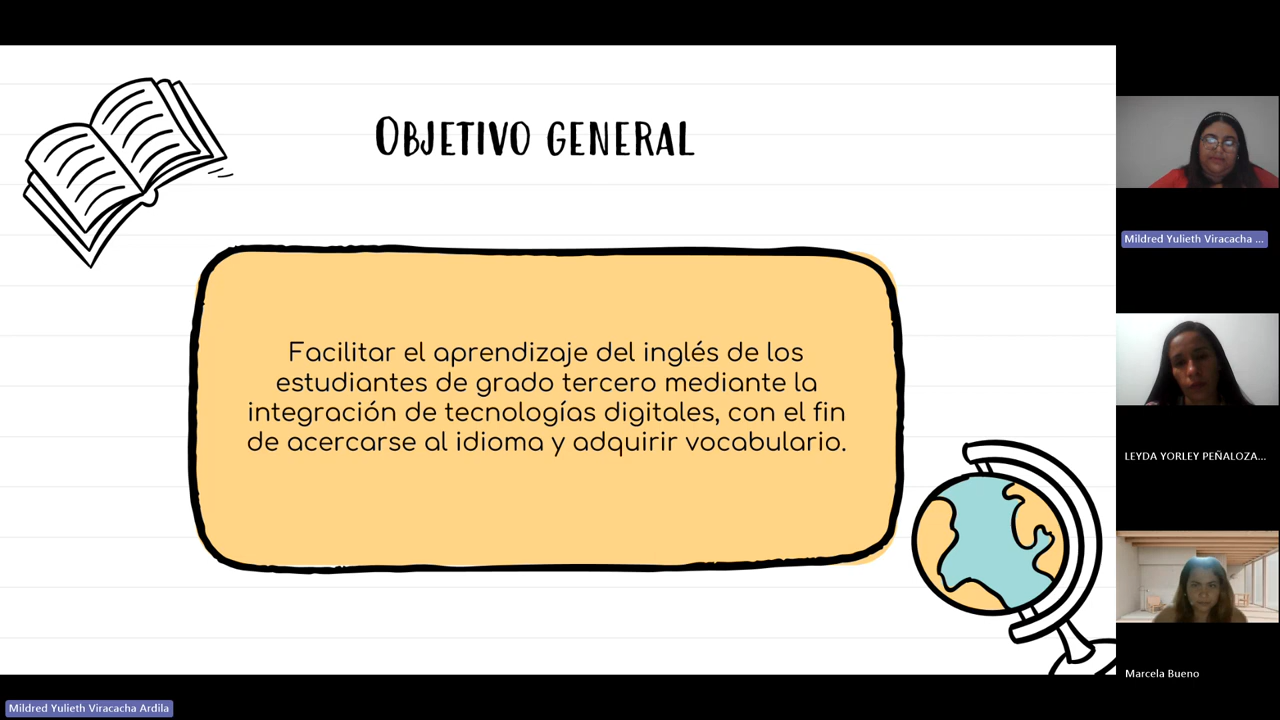 OBJETIVO GENERAL
Facilitar el aprendizaje del inglés de los
estudiantes de grado tercero mediante la
integración de tecnologías digitales, con el fin
de acercarse al idioma y adquirir vocabulario.
Mildred Yulieth Viracacha ...
LEYDA YORLEY PEÑALOZA...
Marcela Bueno
Mildred Yulieth Viracacha Ardila